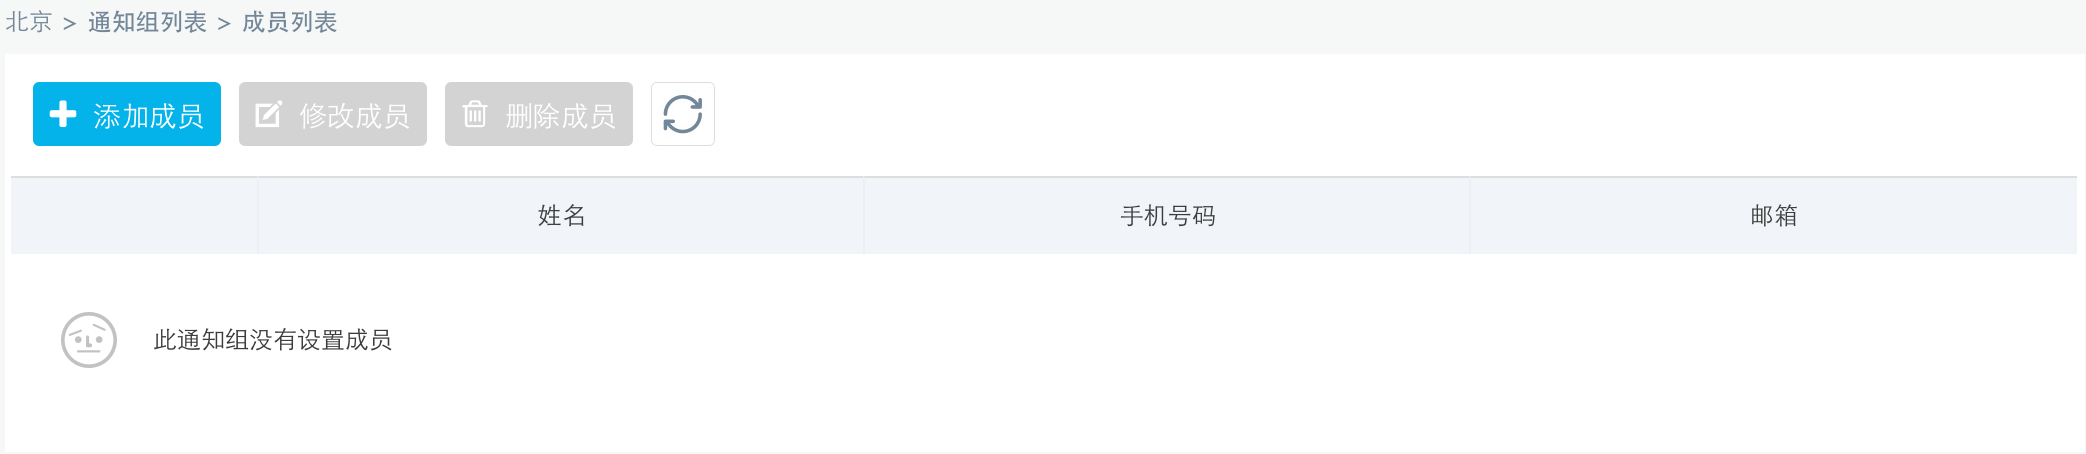 北京 > 通知组列表 > 成员列表
添加成员 修改成员 删除成员
姓名 手机号码 邮箱
此通知组没有设置成员